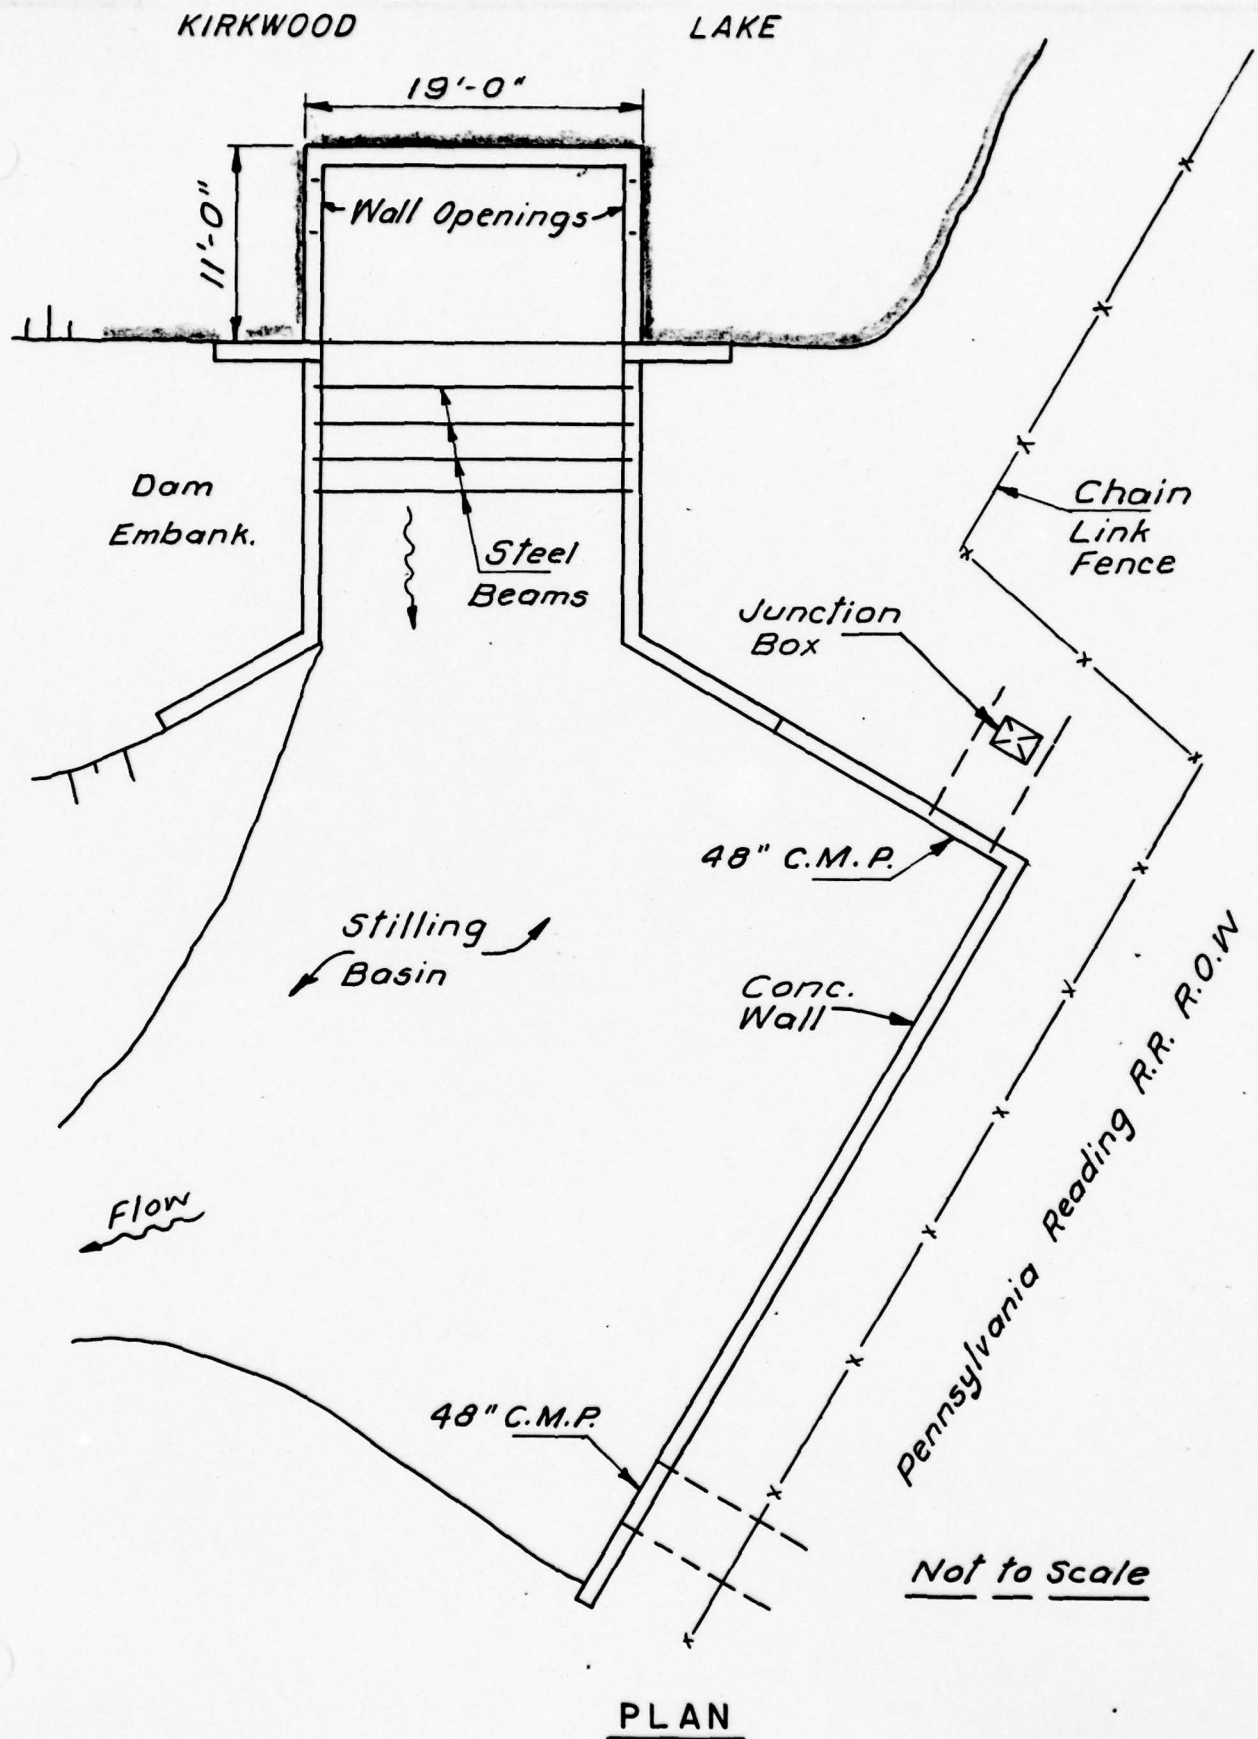 KIRKWOOD LAKE
19'-0"
11'-0"
Wall Openings
Dam
Embank.
Steel
Beams
Chain
Link
Fence
Junction
Box
48" C.M.P.
Stilling
Basin
Conc.
Wall
Flow
Pennsylvania Reading R.R. R.O.W
48" C.M.P.
Not to Scale
PLAN